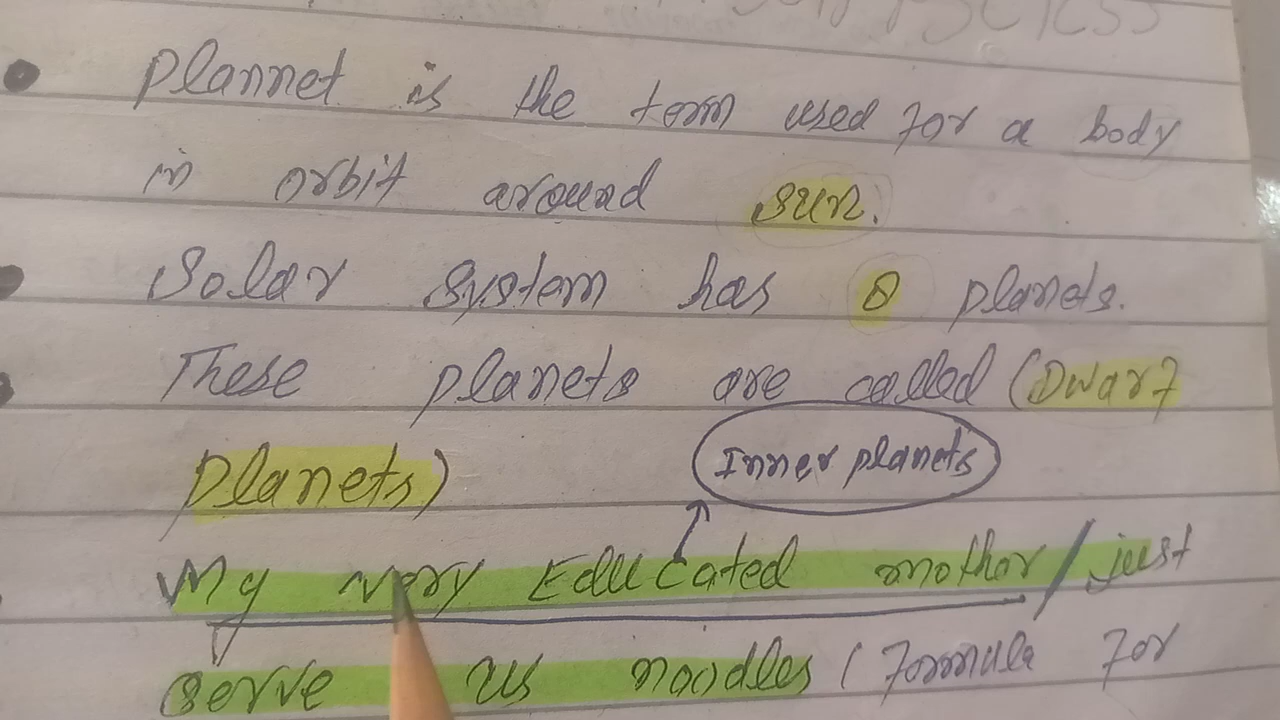 Plannet is the term used for a body
in orbit around sun.
Solar system has 8 planets.
These planets are called (Dwarf
Planets)
Inner planets
My very Educated mother / just
serve us noodles (Formula for